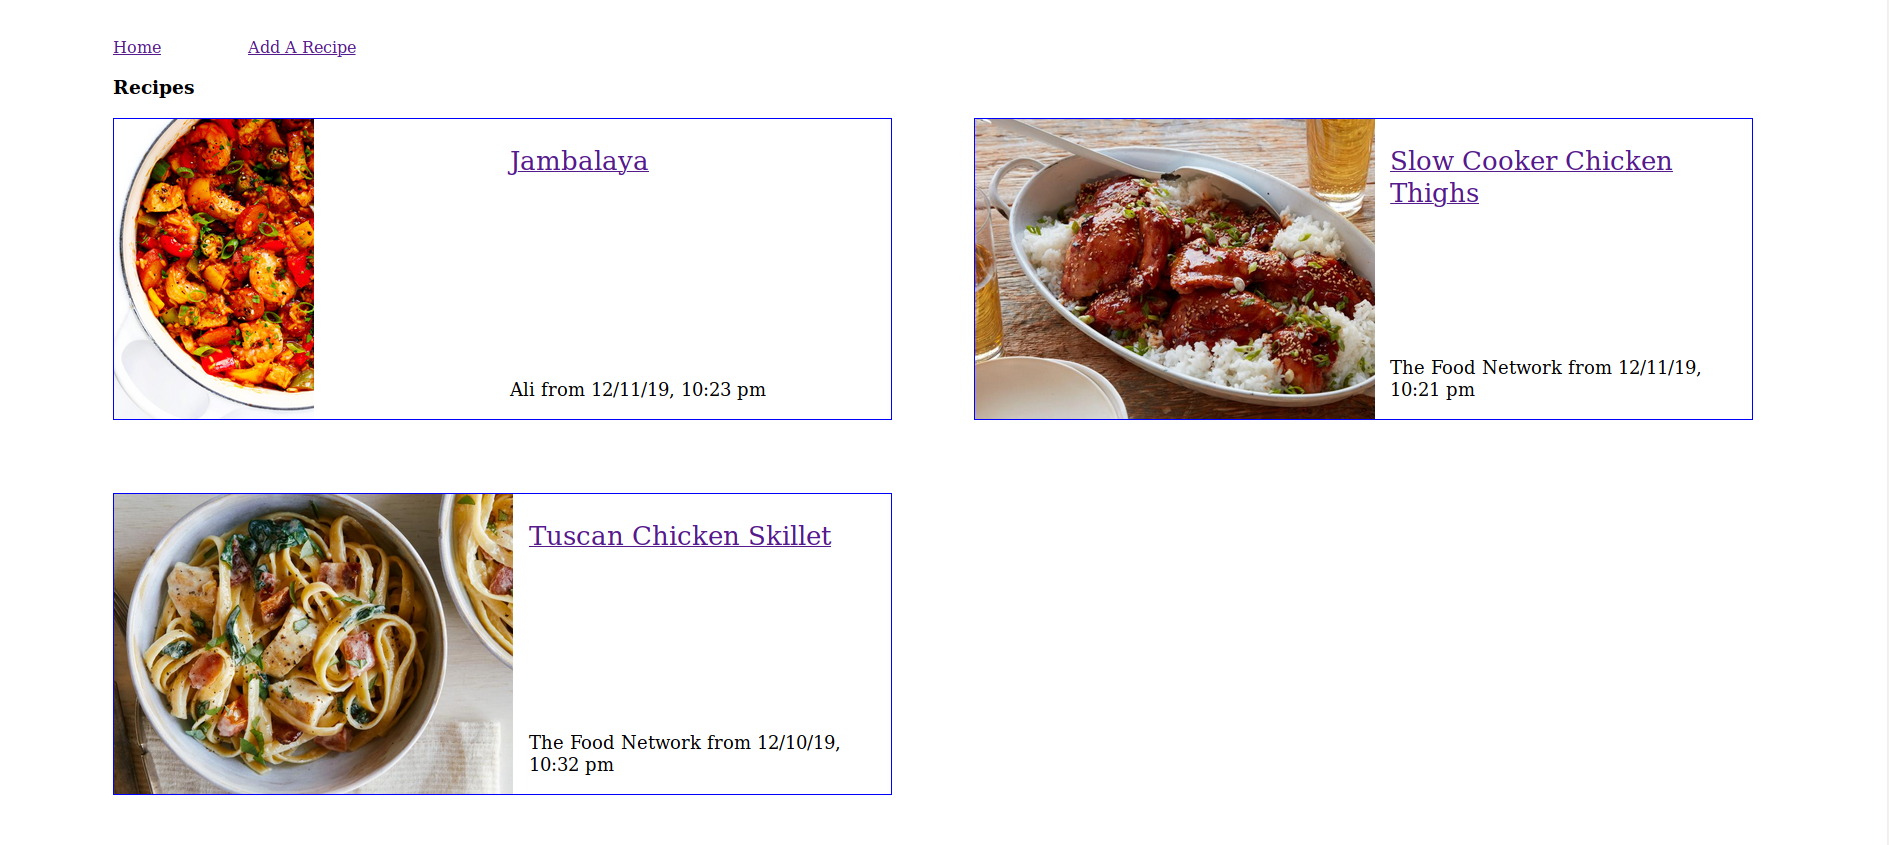 Home Add A Recipe
Recipes
Jambalaya
Ali from 12/11/19, 10:23 pm
Slow Cooker Chicken
Thighs
The Food Network from 12/11/19,
10:21 pm
Tuscan Chicken Skillet
The Food Network from 12/10/19,
10:32 pm